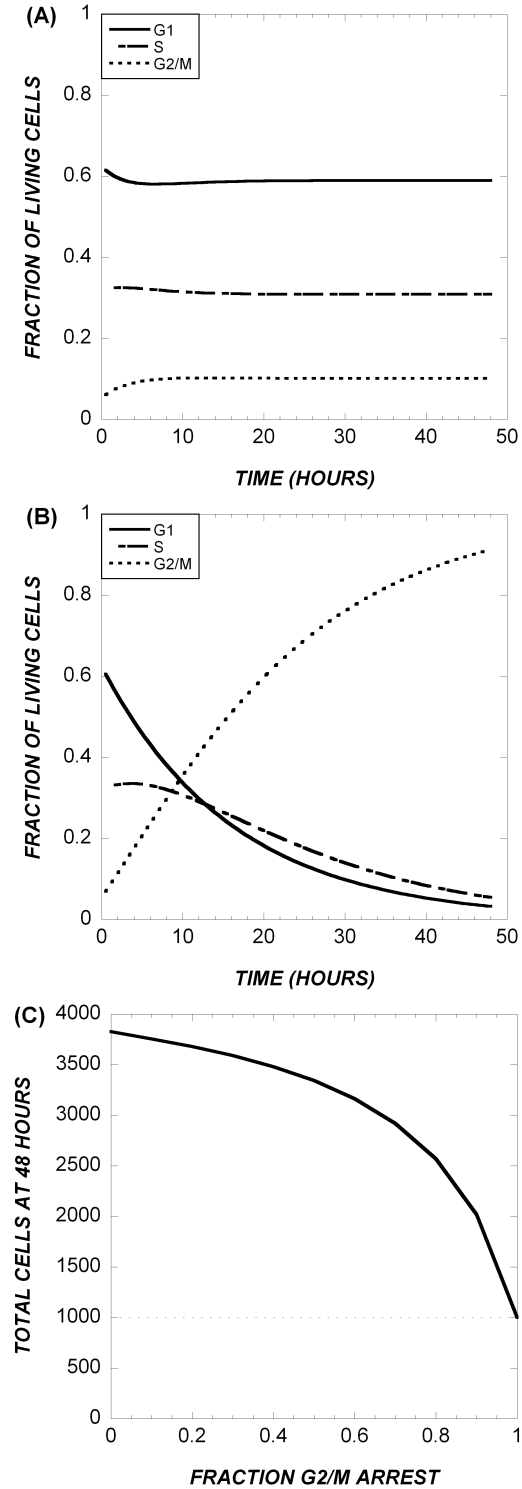 (A)
1
G1
S
G2/M
0.8
0.6
0.4
0.2
0
FRACTION OF LIVING CELLS
0 10 20 30 40 50
TIME (HOURS)
(B)
1
G1
S
G2/M
0.8
0.6
0.4
0.2
0
FRACTION OF LIVING CELLS
0 10 20 30 40 50
TIME (HOURS)
(C)
4000
3500
3000
2500
2000
1500
1000
500
0
TOTAL CELLS AT 48 HOURS
0 0.2 0.4 0.6 0.8 1
FRACTION G2/M ARREST